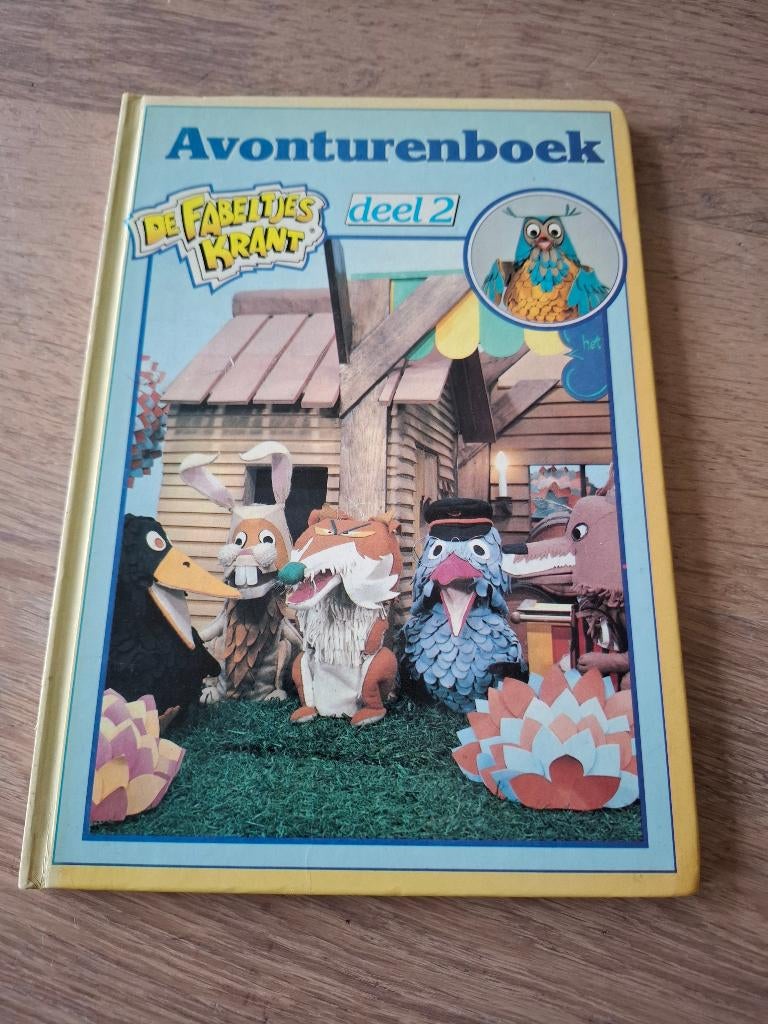 Avonturenboek
DE FABELTJES
KRANT
deel 2
het